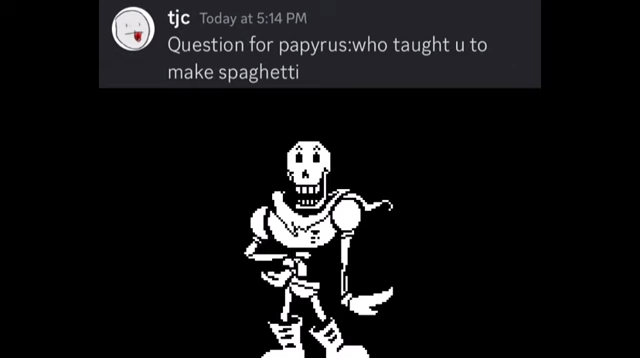 tjc Today at 5:14 PM
Question for papyrus:who taught u to
make spaghetti